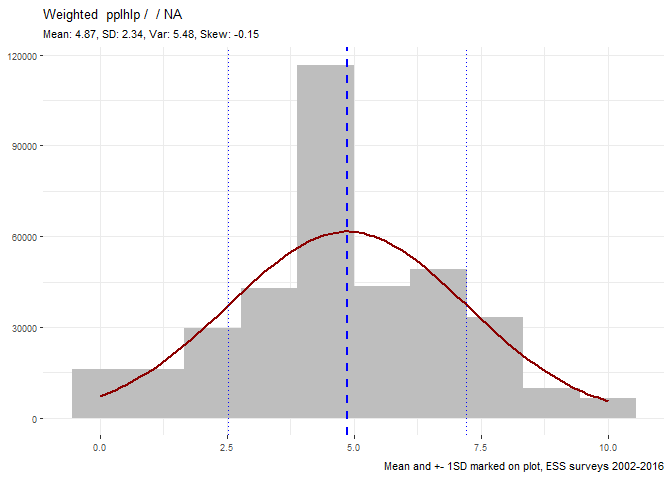 Weighted  pplhlp /  / NA
Mean: 4.87, SD: 2.34, Var: 5.48, Skew: -0.15
120000
90000
60000
30000
0
0.0 2.5 5.0 7.5 10.0
Mean and +- 1SD marked on plot, ESS surveys 2002-2016